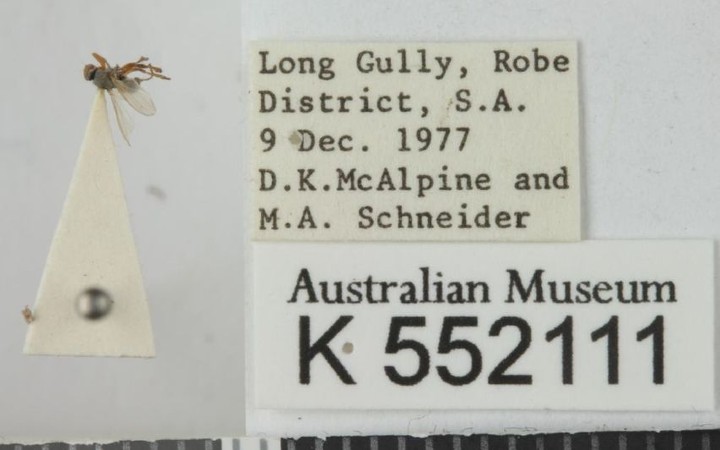 Long Gully, Robe
District, S.A.
9 Dec. 1977
D.K.McAlpine and
M.A. Schneider
Australian Museum
K 552111